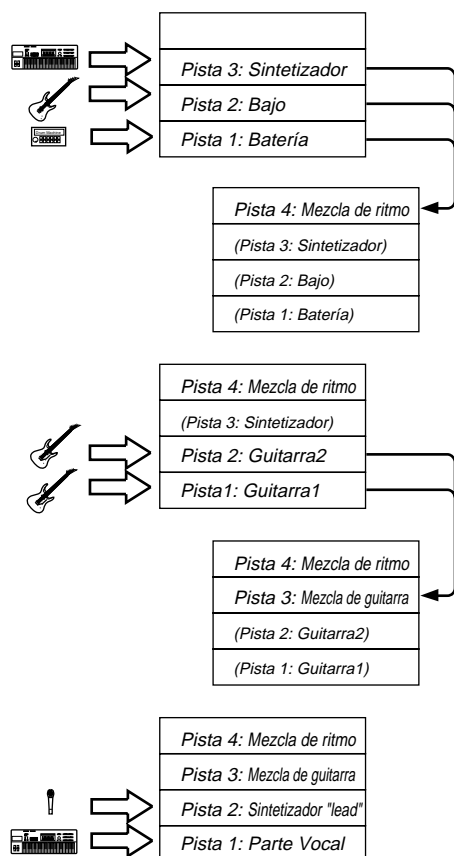 Pista 3: Sintetizador
Pista 2: Bajo
Drum Machine
Pista 1: Batería
Pista 4: Mezcla de ritmo
(Pista 3: Sintetizador)
(Pista 2: Bajo)
(Pista 1: Batería)
Pista 4: Mezcla de ritmo
(Pista 3: Sintetizador)
Pista 2: Guitarra2
Pista1: Guitarra1
Pista 4: Mezcla de ritmo
Pista 3: Mezcla de guitarra
(Pista 2: Guitarra2)
(Pista 1: Guitarra1)
Pista 4: Mezcla de ritmo
Pista 3: Mezcla de guitarra
Pista 2: Sintetizador "lead"
Pista 1: Parte Vocal